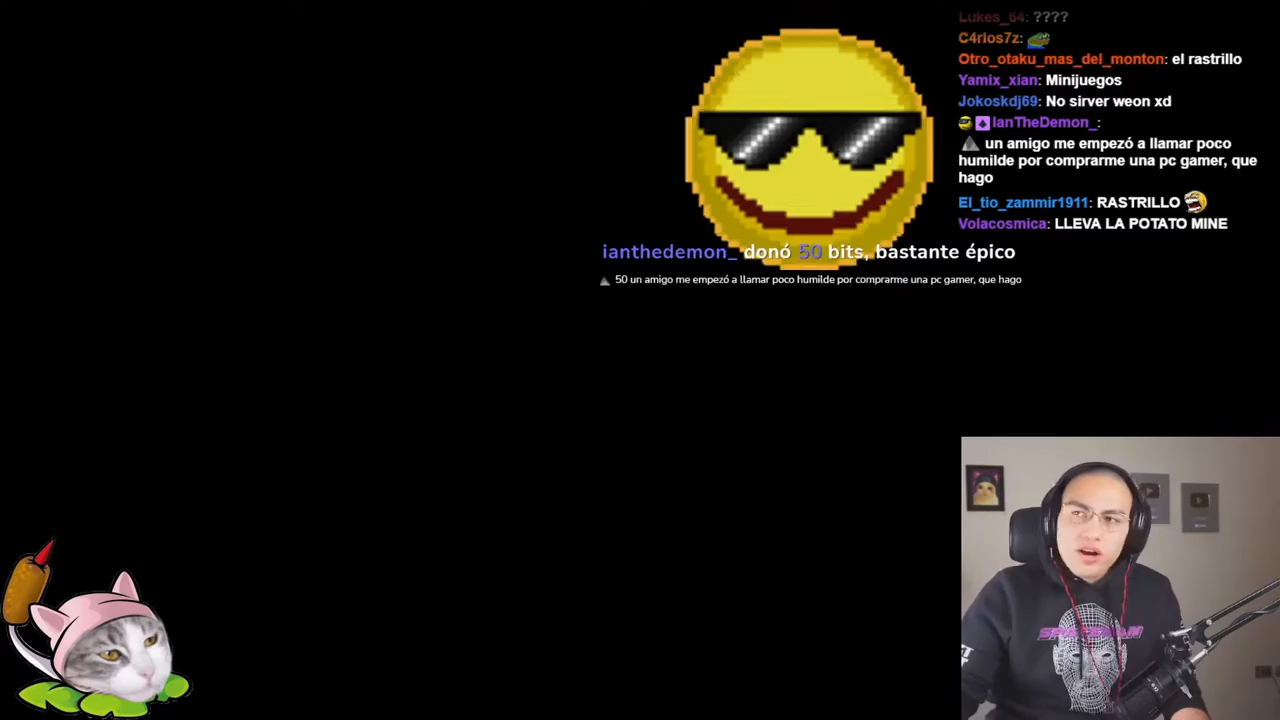 Lukes_64: ????
C4rlos7z:
Otro_otaku_mas_del_monton: el rastrillo
Yamix_xian: Minijuegos
Jokoskdj69: No sirver weon xd
IanTheDemon_:
un amigo me empezó a llamar poco
humilde por comprarme una pc gamer, que
hago
El_tio_zammir1911: RASTRILLO
Volacosmica: LLEVA LA POTATO MINE
ianthedemon_ donó 50 bits, bastante épico
50 un amigo me empezó a llamar poco humilde por comprarme una pc gamer, que hago